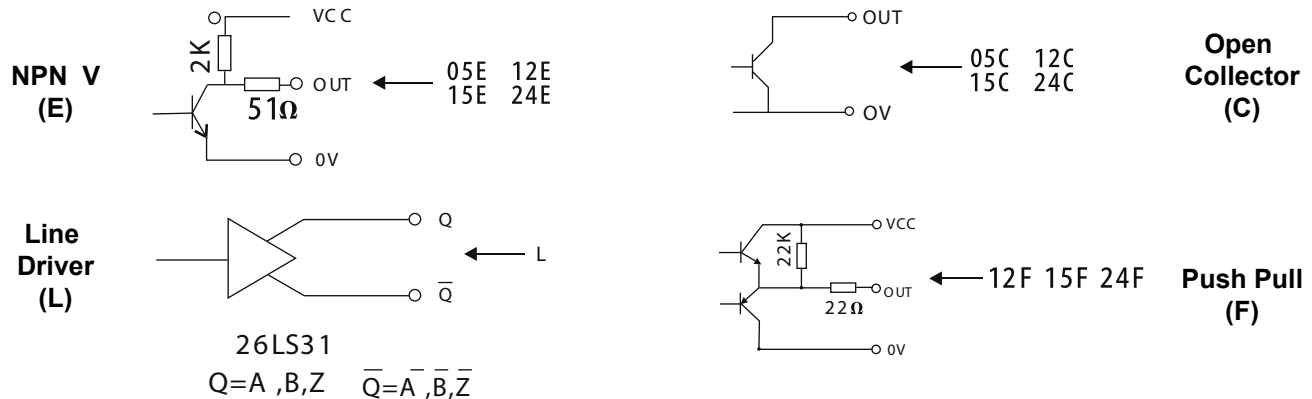 NPN V
(E)
2K
VCC
OUT
51Ω
0V
05E 12E
15E 24E
OUT
OV
05C 12C
15C 24C
Open
Collector
(C)
Line
Driver
(L)
Q
Q̅
L
26LS31
Q=A ,B,Z Q̅=A̅ ,B̅,Z̅
22K
VCC
OUT
22Ω
0V
12F 15F 24F
Push Pull
(F)